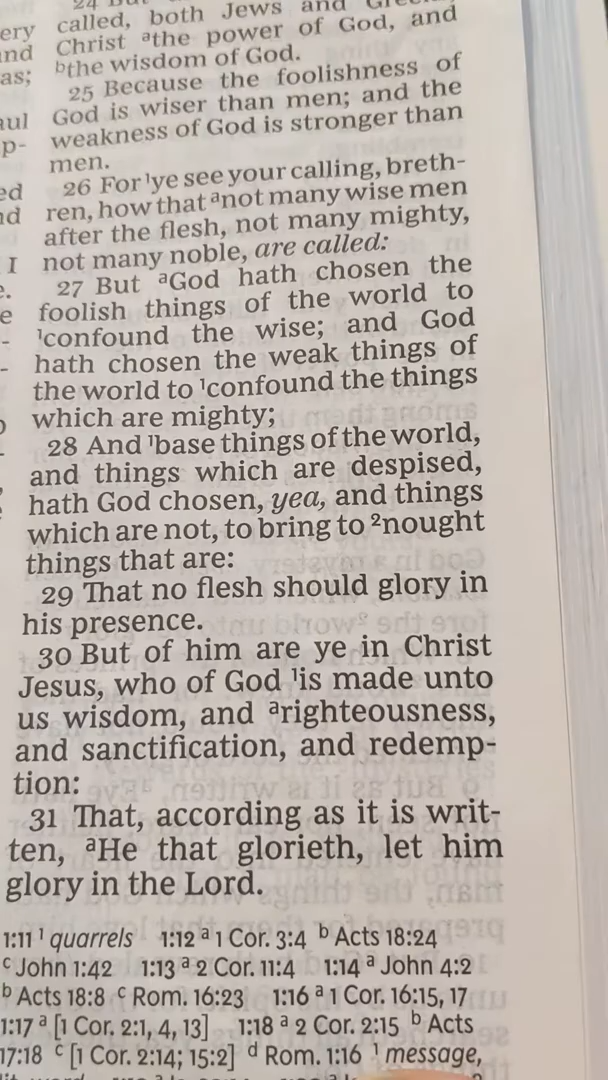 24 But
called, both Jews and
Christ ᵃthe power of God, and
ᵇthe wisdom of God.
25 Because the foolishness of
God is wiser than men; and the
weakness of God is stronger than
men.
26 For ¹ye see your calling, breth-
ren, how that ᵃnot many wise men
after the flesh, not many mighty,
not many noble, are called:
27 But ᵃGod hath chosen the
foolish things of the world to
¹confound the wise; and God
hath chosen the weak things of
the world to ¹confound the things
which are mighty;
28 And ¹base things of the world,
and things which are despised,
hath God chosen, yea, and things
which are not, to bring to ²nought
things that are:
29 That no flesh should glory in
his presence.
30 But of him are ye in Christ
Jesus, who of God ¹is made unto
us wisdom, and ᵃrighteousness,
and sanctification, and redemp-
tion:
31 That, according as it is writ-
ten, ᵃHe that glorieth, let him
glory in the Lord.
1:11 ¹ quarrels 1:12 ᵃ 1 Cor. 3:4 ᵇ Acts 18:24
ᶜ John 1:42 1:13 ᵃ 2 Cor. 11:4 1:14 ᵃ John 4:2
ᵇ Acts 18:8 ᶜ Rom. 16:23 1:16 ᵃ 1 Cor. 16:15, 17
1:17 ᵃ [1 Cor. 2:1, 4, 13] 1:18 ᵃ 2 Cor. 2:15 ᵇ Acts
17:18 ᶜ [1 Cor. 2:14; 15:2] ᵈ Rom. 1:16 ¹ message,